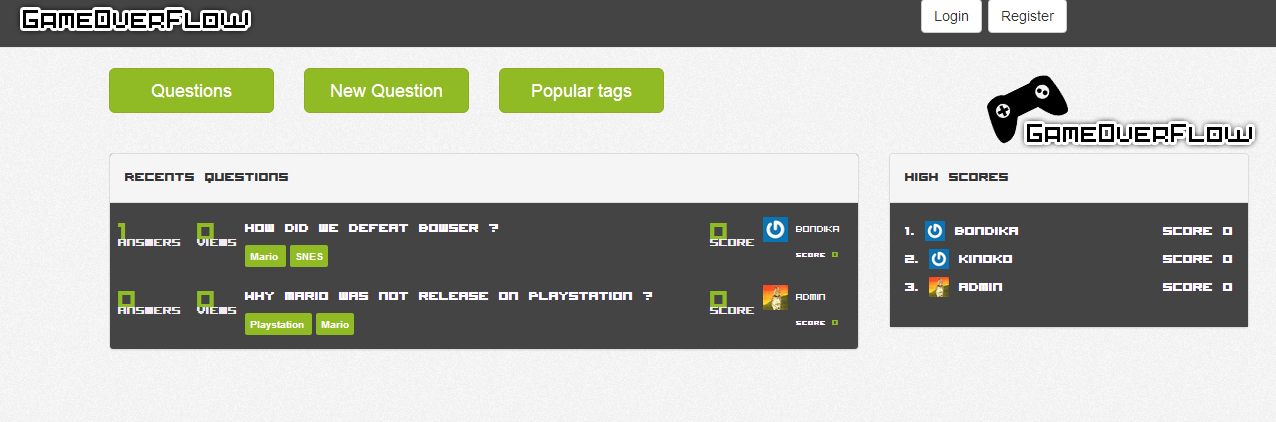 GameOverFlow
Login Register
Questions New Question Popular tags
GameOverFlow
RECENTS QUESTIONS
1 ANSWERS 0 VIEWS HOW DID WE DEFEAT BOWSER ? 0 SCORE BONDIKA
Mario SNES SCORE 0
0 ANSWERS 0 VIEWS WHY MARIO WAS NOT RELEASE ON PLAYSTATION ? 0 SCORE ADMIN
Playstation Mario SCORE 0
HIGH SCORES
1. BONDIKA SCORE 0
2. KINOKO SCORE 0
3. ADMIN SCORE 0